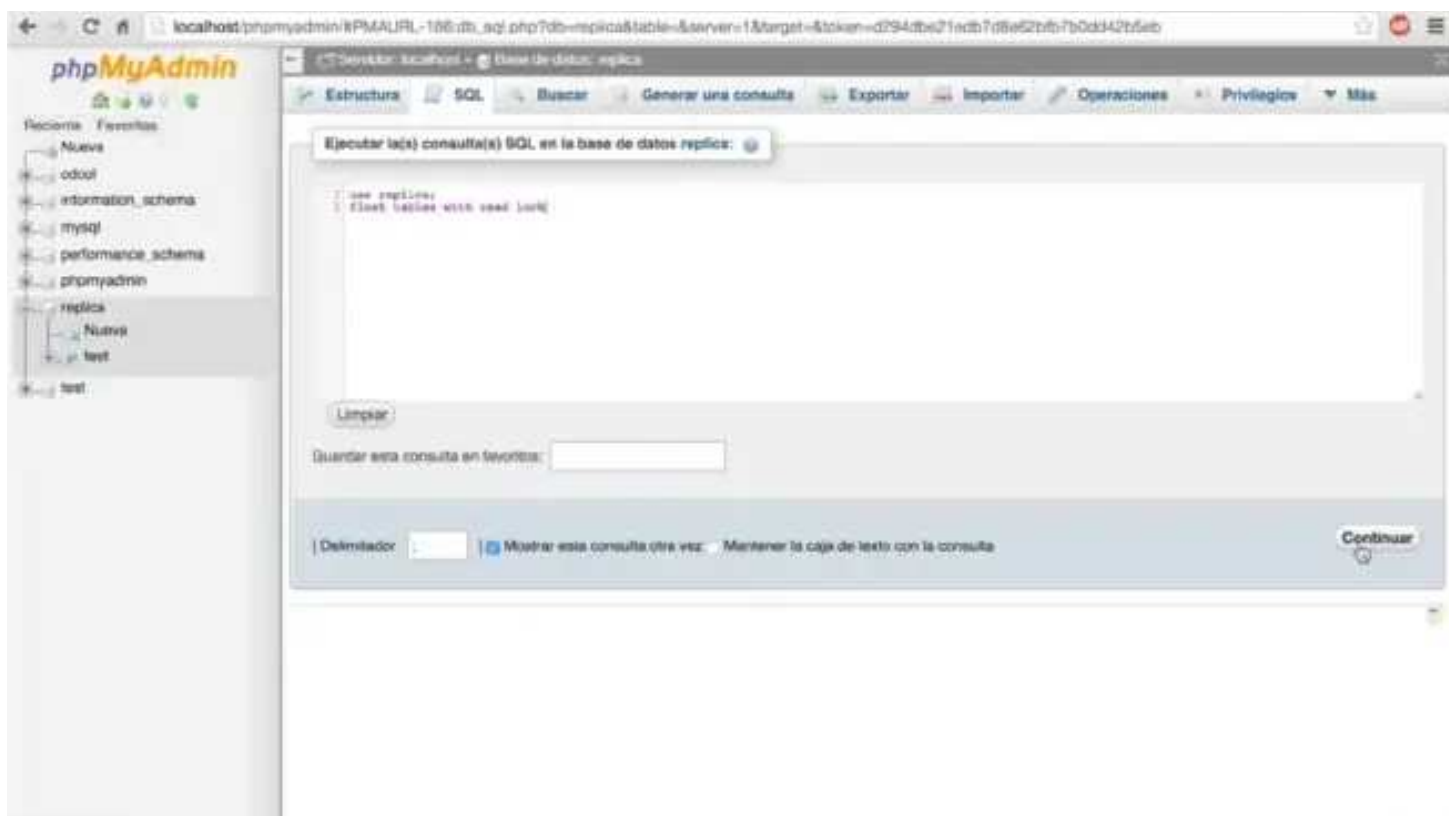 localhost/phpmyadmin/#PMAURL-186:db_sql.php?db=replica&table=&server=1&target=&token=
phpMyAdmin
Servidor: localhost » Base de datos: replica
Estructura SQL Buscar Generar una consulta Exportar Importar Operaciones Privilegios Más
Reciente Favoritas
Nueva
information_schema
mysql
performance_schema
phpmyadmin
replica
Nueva
test
test
Ejecutar la(s) consulta(s) SQL en la base de datos replica:
1 use replica;
2 tables with read lock
Limpiar
Guardar esta consulta en favoritos:
[ Delimitador ; ] Mostrar esta consulta otra vez Mantener la caja de texto con la consulta
Continuar